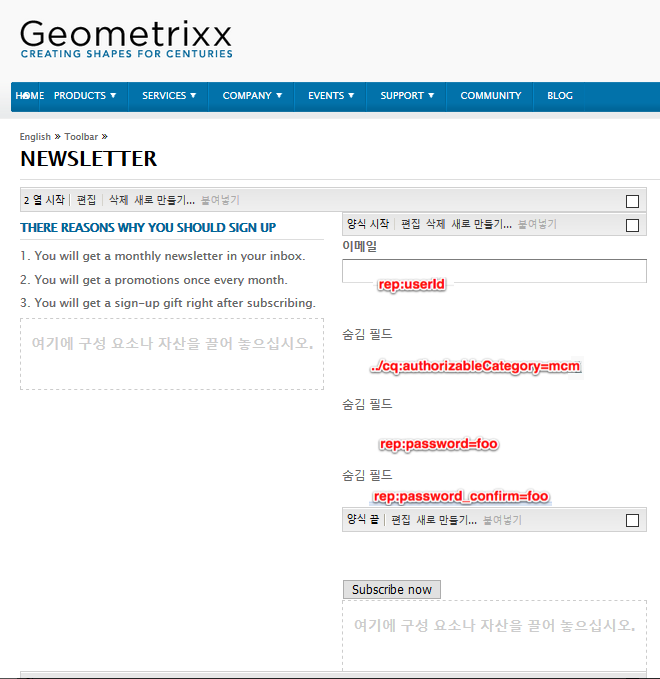 Geometrixx
CREATING SHAPES FOR CENTURIES
HOME PRODUCTS SERVICES COMPANY EVENTS SUPPORT COMMUNITY BLOG
English » Toolbar »
NEWSLETTER
2 열 시작 편집 삭제 새로 만들기... 붙여넣기
THERE REASONS WHY YOU SHOULD SIGN UP
1. You will get a monthly newsletter in your inbox.
2. You will get a promotions once every month.
3. You will get a sign-up gift right after subscribing.
여기에 구성 요소나 자산을 끌어 놓으십시오.
양식 시작 편집 삭제 새로 만들기... 붙여넣기
이메일
rep:userId
숨김 필드
../cq:authorizableCategory=mcm
숨김 필드
rep:password=foo
숨김 필드
rep:password_confirm=foo
양식 끝 편집 새로 만들기... 붙여넣기
Subscribe now
여기에 구성 요소나 자산을 끌어 놓으십시오.